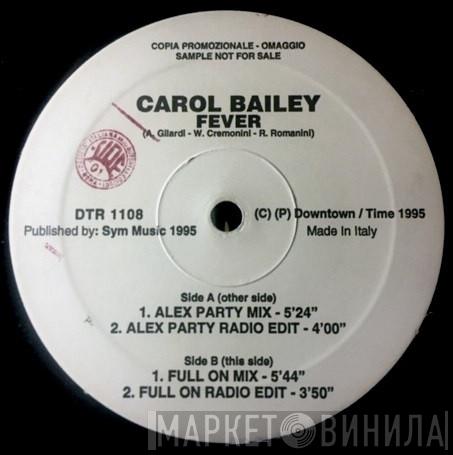 COPIA PROMOZIONALE - OMAGGIO
SAMPLE NOT FOR SALE
CAROL BAILEY
FEVER
(A. Gilardi - W. Cremonini - R. Romanini)
DTR 1108
(C) (P) Downtown / Time 1995
Published by: Sym Music 1995
Made in Italy
Side A (other side)
1. ALEX PARTY MIX - 5'24"
2. ALEX PARTY RADIO EDIT - 4'00"
Side B (this side)
1. FULL ON MIX - 5'44"
2. FULL ON RADIO EDIT - 3'50"
МАРКЕТ ВИНИЛА